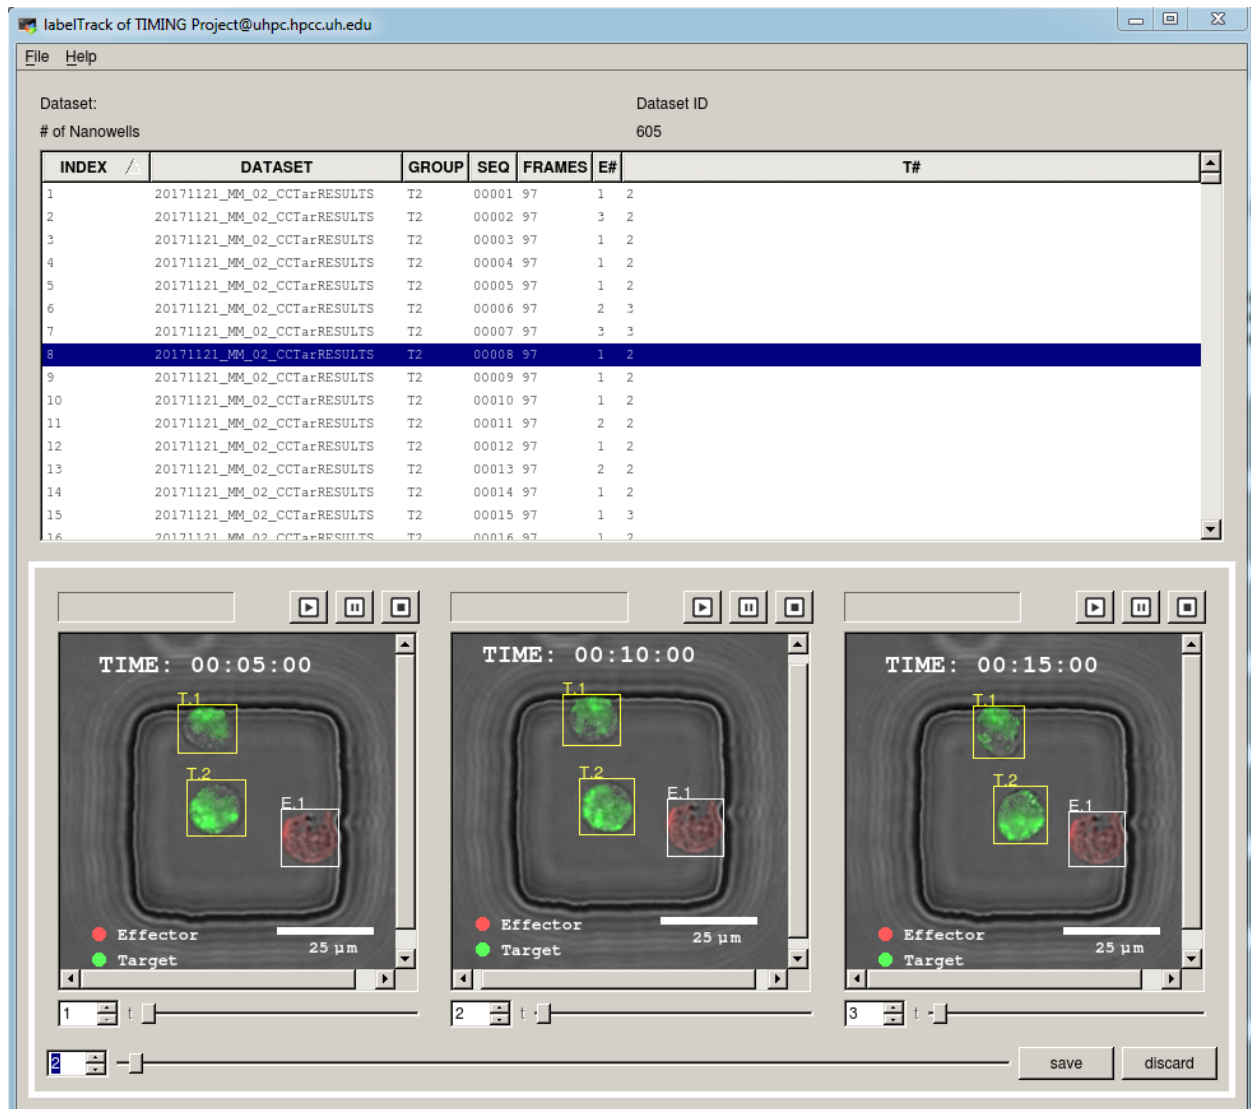 labelTrack of TIMING Project@uhpc.hpcc.uh.edu
File Help
Dataset: Dataset ID
# of Nanowells 605
INDEX DATASET GROUP SEQ FRAMES E# T#
1 20171121_MM_02_CCTarRESULTS T2 00001 97 1 2
2 20171121_MM_02_CCTarRESULTS T2 00002 97 3 2
3 20171121_MM_02_CCTarRESULTS T2 00003 97 1 2
4 20171121_MM_02_CCTarRESULTS T2 00004 97 1 2
5 20171121_MM_02_CCTarRESULTS T2 00005 97 1 2
6 20171121_MM_02_CCTarRESULTS T2 00006 97 2 3
7 20171121_MM_02_CCTarRESULTS T2 00007 97 3 3
8 20171121_MM_02_CCTarRESULTS T2 00008 97 1 2
9 20171121_MM_02_CCTarRESULTS T2 00009 97 1 2
10 20171121_MM_02_CCTarRESULTS T2 00010 97 1 2
11 20171121_MM_02_CCTarRESULTS T2 00011 97 2 2
12 20171121_MM_02_CCTarRESULTS T2 00012 97 1 2
13 20171121_MM_02_CCTarRESULTS T2 00013 97 2 2
14 20171121_MM_02_CCTarRESULTS T2 00014 97 1 2
15 20171121_MM_02_CCTarRESULTS T2 00015 97 1 3
16 20171121_MM_02_CCTarRESULTS T2 00016 97 1 2
TIME: 00:05:00
T.1
T.2
E.1
Effector
Target
25 µm
1 t
TIME: 00:10:00
T.1
T.2
E.1
Effector
Target
25 µm
2 t
TIME: 00:15:00
T.1
T.2
E.1
Effector
Target
25 µm
3 t
2
save discard